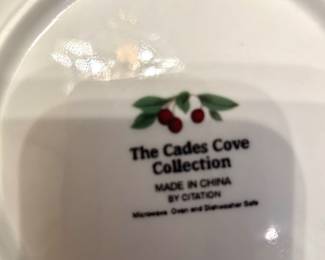 The Cades Cove
Collection
MADE IN CHINA
BY CITATION
Microwave Oven and Dishwasher Safe